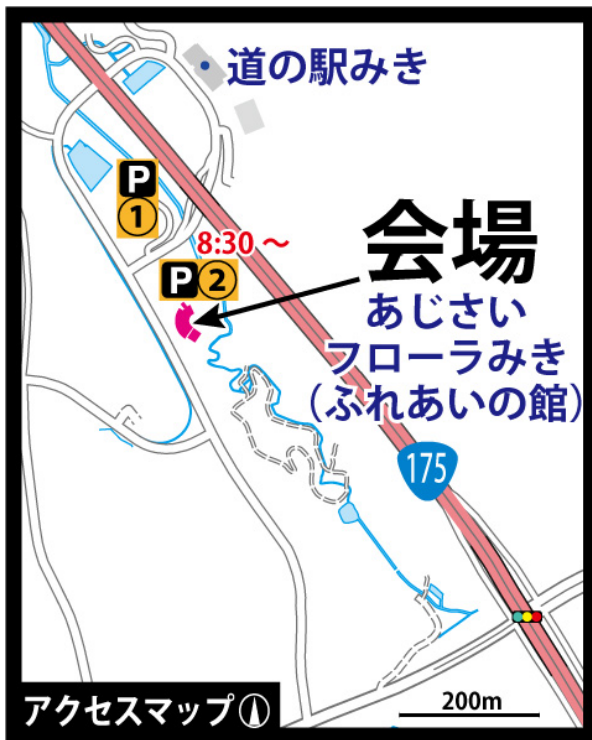 道の駅みき
P
①
8:30 ～
P②
会場
あじさい
フローラみき
(ふれあいの館)
175
アクセスマップ
200m